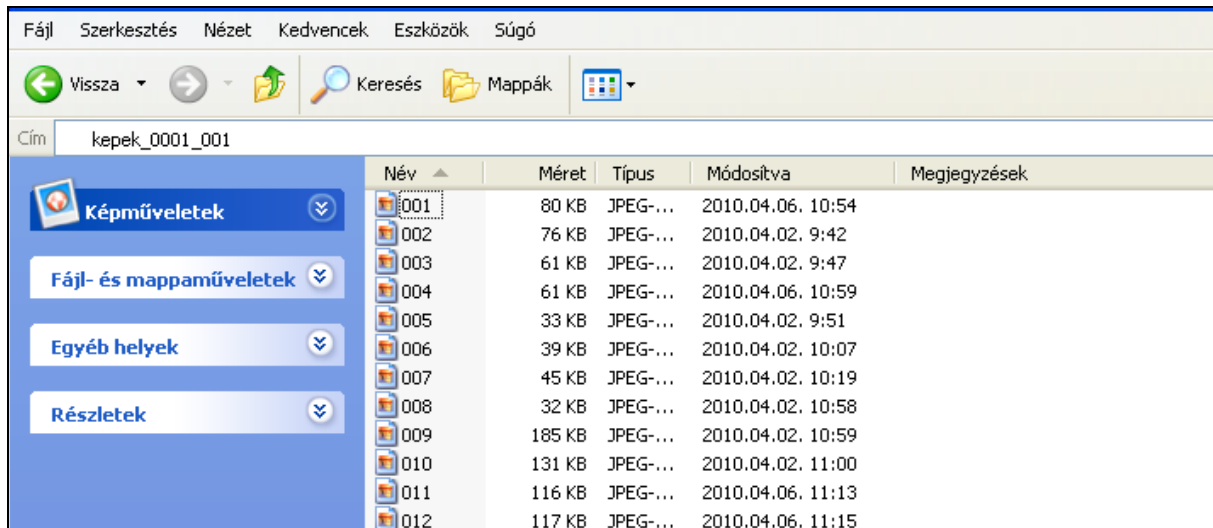 Fájl Szerkesztés Nézet Kedvencek Eszközök Súgó
Vissza Keresés Mappák
Cím kepek_0001_001
Képműveletek
Fájl- és mappaműveletek
Egyéb helyek
Részletek
Név Méret Típus Módosítva Megjegyzések
001 80 KB JPEG-... 2010.04.06. 10:54
002 76 KB JPEG-... 2010.04.02. 9:42
003 61 KB JPEG-... 2010.04.02. 9:47
004 61 KB JPEG-... 2010.04.06. 10:59
005 33 KB JPEG-... 2010.04.02. 9:51
006 39 KB JPEG-... 2010.04.02. 10:07
007 45 KB JPEG-... 2010.04.02. 10:19
008 32 KB JPEG-... 2010.04.02. 10:58
009 185 KB JPEG-... 2010.04.02. 10:59
010 131 KB JPEG-... 2010.04.02. 11:00
011 116 KB JPEG-... 2010.04.06. 11:13
012 117 KB JPEG-... 2010.04.06. 11:15